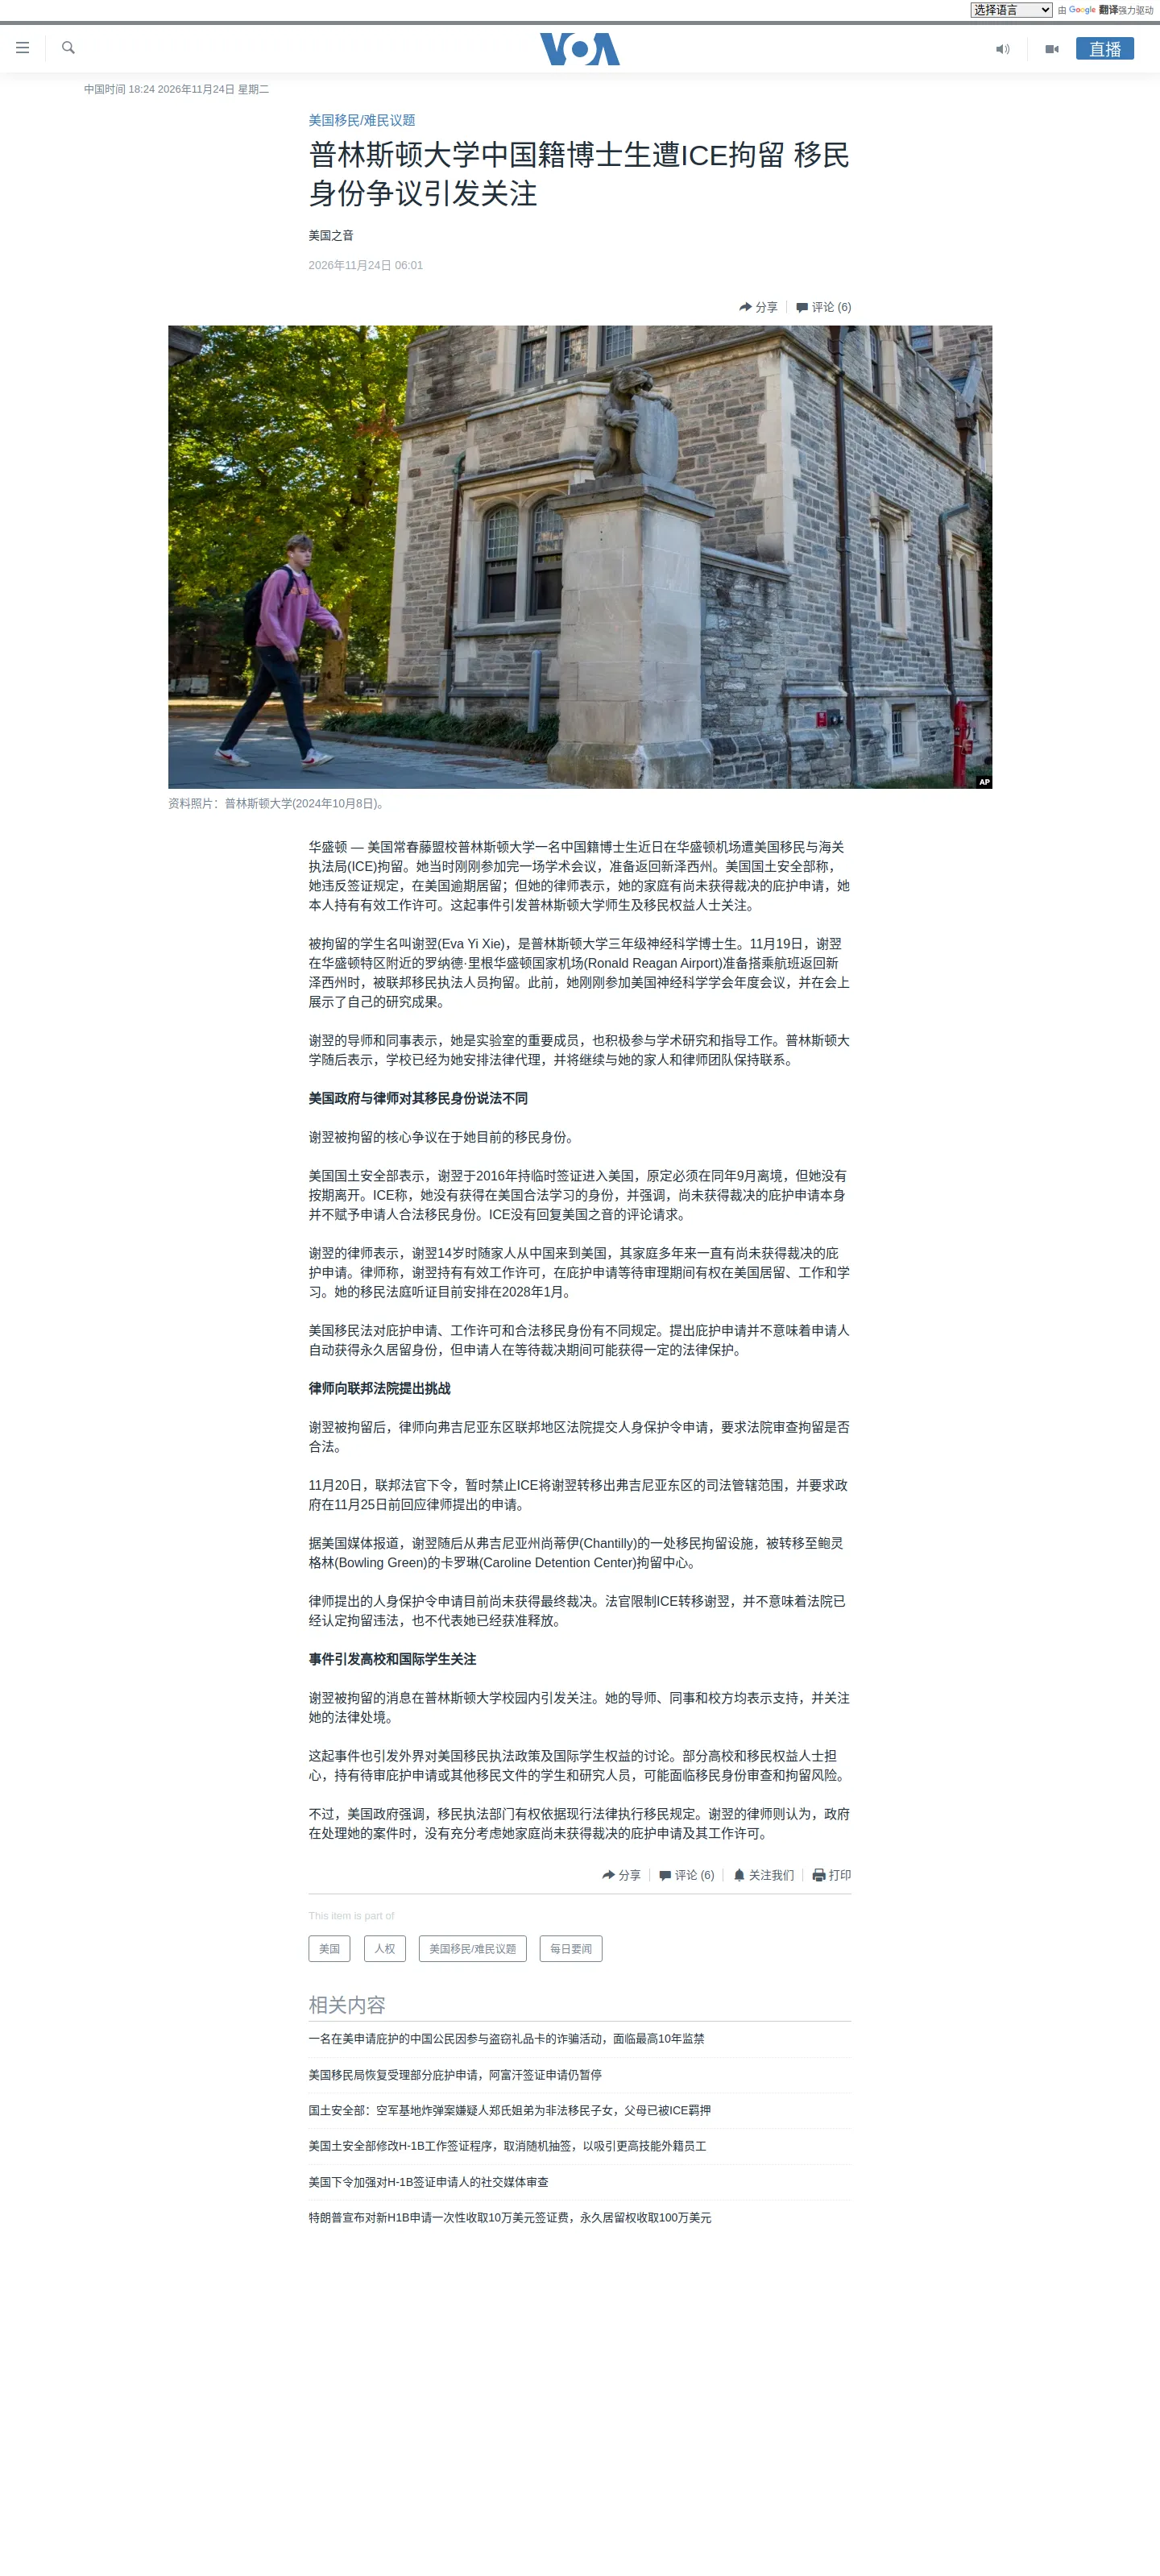 选择语言 由 Google 翻译强力驱动
VOA
直播
中国时间 18:24 2026年11月24日 星期二
美国移民/难民议题
普林斯顿大学中国籍博士生遭ICE拘留 移民
身份争议引发关注
美国之音
2026年11月24日 06:01
分享 评论 (6)
AP
资料照片：普林斯顿大学(2024年10月8日)。
华盛顿 — 美国常春藤盟校普林斯顿大学一名中国籍博士生近日在华盛顿机场遭美国移民与海关
执法局(ICE)拘留。她当时刚刚参加完一场学术会议，准备返回新泽西州。美国国土安全部称，
她违反签证规定，在美国逾期居留；但她的律师表示，她的家庭有尚未获得裁决的庇护申请，她
本人持有有效工作许可。这起事件引发普林斯顿大学师生及移民权益人士关注。
被拘留的学生名叫谢翌(Eva Yi Xie)，是普林斯顿大学三年级神经科学博士生。11月19日，谢翌
在华盛顿特区附近的罗纳德·里根华盛顿国家机场(Ronald Reagan Airport)准备搭乘航班返回新
泽西州时，被联邦移民执法人员拘留。此前，她刚刚参加美国神经科学学会年度会议，并在会上
展示了自己的研究成果。
谢翌的导师和同事表示，她是实验室的重要成员，也积极参与学术研究和指导工作。普林斯顿大
学随后表示，学校已经为她安排法律代理，并将继续与她的家人和律师团队保持联系。
美国政府与律师对其移民身份说法不同
谢翌被拘留的核心争议在于她目前的移民身份。
美国国土安全部表示，谢翌于2016年持临时签证进入美国，原定必须在同年9月离境，但她没有
按期离开。ICE称，她没有获得在美国合法学习的身份，并强调，尚未获得裁决的庇护申请本身
并不赋予申请人合法移民身份。ICE没有回复美国之音的评论请求。
谢翌的律师表示，谢翌14岁时随家人从中国来到美国，其家庭多年来一直有尚未获得裁决的庇
护申请。律师称，谢翌持有有效工作许可，在庇护申请等待审理期间有权在美国居留、工作和学
习。她的移民法庭听证目前安排在2028年1月。
美国移民法对庇护申请、工作许可和合法移民身份有不同规定。提出庇护申请并不意味着申请人
自动获得永久居留身份，但申请人在等待裁决期间可能获得一定的法律保护。
律师向联邦法院提出挑战
谢翌被拘留后，律师向弗吉尼亚东区联邦地区法院提交人身保护令申请，要求法院审查拘留是否
合法。
11月20日，联邦法官下令，暂时禁止ICE将谢翌转移出弗吉尼亚东区的司法管辖范围，并要求政
府在11月25日前回应律师提出的申请。
据美国媒体报道，谢翌随后从弗吉尼亚州尚蒂伊(Chantilly)的一处移民拘留设施，被转移至鲍灵
格林(Bowling Green)的卡罗琳(Caroline Detention Center)拘留中心。
律师提出的人身保护令申请目前尚未获得最终裁决。法官限制ICE转移谢翌，并不意味着法院已
经认定拘留违法，也不代表她已经获准释放。
事件引发高校和国际学生关注
谢翌被拘留的消息在普林斯顿大学校园内引发关注。她的导师、同事和校方均表示支持，并关注
她的法律处境。
这起事件也引发外界对美国移民执法政策及国际学生权益的讨论。部分高校和移民权益人士担
心，持有待审庇护申请或其他移民文件的学生和研究人员，可能面临移民身份审查和拘留风险。
不过，美国政府强调，移民执法部门有权依据现行法律执行移民规定。谢翌的律师则认为，政府
在处理她的案件时，没有充分考虑她家庭尚未获得裁决的庇护申请及其工作许可。
分享 评论 (6) 关注我们 打印
This item is part of
美国 人权 美国移民/难民议题 每日要闻
相关内容
一名在美申请庇护的中国公民因参与盗窃礼品卡的诈骗活动，面临最高10年监禁
美国移民局恢复受理部分庇护申请，阿富汗签证申请仍暂停
国土安全部：空军基地炸弹案嫌疑人郑氏姐弟为非法移民子女，父母已被ICE羁押
美国土安全部修改H-1B工作签证程序，取消随机抽签，以吸引更高技能外籍员工
美国下令加强对H-1B签证申请人的社交媒体审查
特朗普宣布对新H1B申请一次性收取10万美元签证费，永久居留权收取100万美元